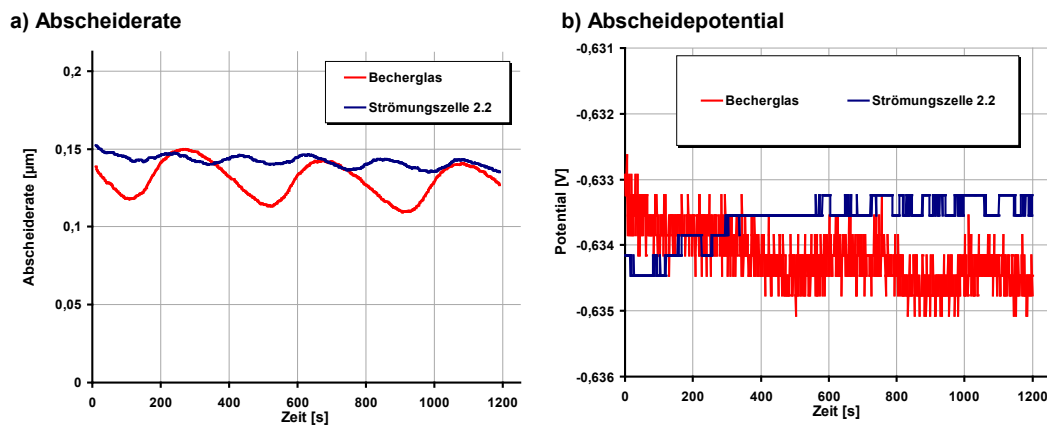 a) Abscheiderate
Abscheiderate [µm]
0,2
0,15
0,1
0,05
0
Becherglas
Strömungszelle 2.2
0 200 400 600 800 1000 1200
Zeit [s]
b) Abscheidepotential
Potential [V]
-0,631
-0,632
-0,633
-0,634
-0,635
-0,636
Becherglas Strömungszelle 2.2
0 200 400 600 800 1000 1200
Zeit [s]